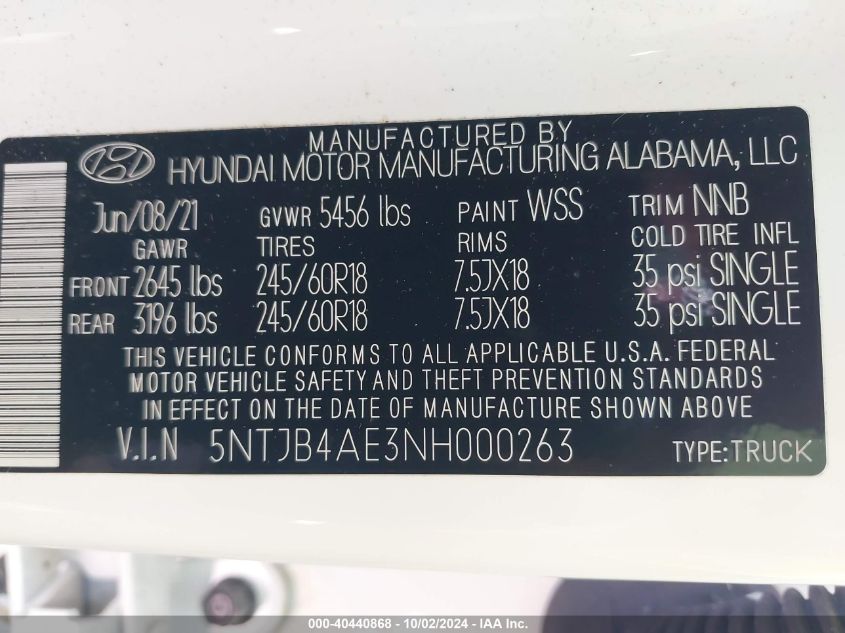 MANUFACTURED BY
HYUNDAI MOTOR MANUFACTURING ALABAMA, LLC
Jun/08/21 GVWR 5456 lbs PAINT WSS TRIM NNB
GAWR TIRES RIMS COLD TIRE INFL
FRONT 2645 lbs 245/60R18 7.5JX18 35 psi SINGLE
REAR 3196 lbs 245/60R18 7.5JX18 35 psi SINGLE
THIS VEHICLE CONFORMS TO ALL APPLICABLE U.S.A. FEDERAL
MOTOR VEHICLE SAFETY AND THEFT PREVENTION STANDARDS
IN EFFECT ON THE DATE OF MANUFACTURE SHOWN ABOVE
V.I.N 5NTJB4AE3NH000263 TYPE:TRUCK
000-40440868 - 10/02/2024 - IAA Inc.